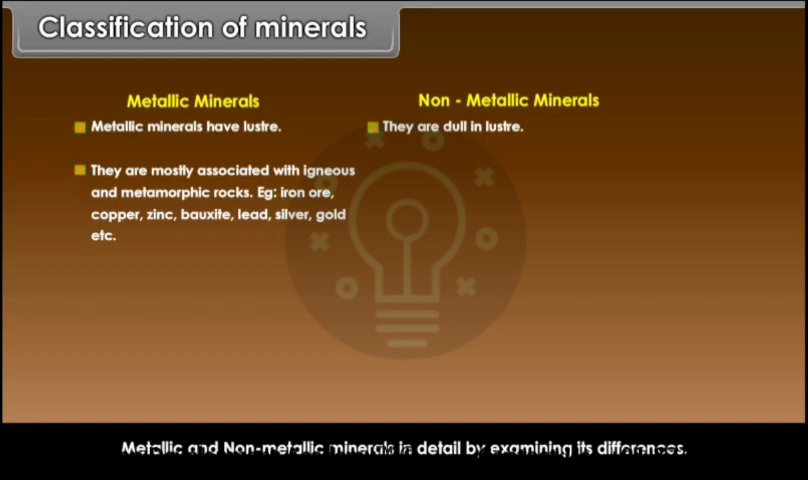 Classification of minerals
Metallic Minerals
Metallic minerals have lustre.
They are mostly associated with igneous
and metamorphic rocks. Eg: iron ore,
copper, zinc, bauxite, lead, silver, gold
etc.
Non - Metallic Minerals
They are dull in lustre.
Metallic and Non-metallic minerals in detail by examining its differences.